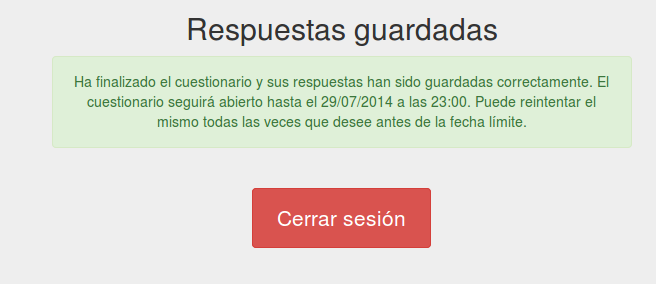 Respuestas guardadas
Ha finalizado el cuestionario y sus respuestas han sido guardadas correctamente. El
cuestionario seguirá abierto hasta el 29/07/2014 a las 23:00. Puede reintentar el
mismo todas las veces que desee antes de la fecha límite.
Cerrar sesión